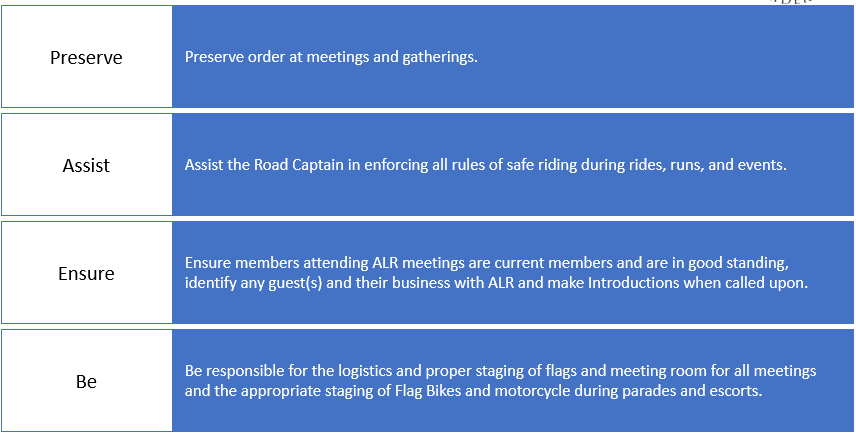 Preserve
Preserve order at meetings and gatherings.
Assist
Assist the Road Captain in enforcing all rules of safe riding during rides, runs, and events.
Ensure
Ensure members attending ALR meetings are current members and are in good standing,
identify any guest(s) and their business with ALR and make Introductions when called upon.
Be
Be responsible for the logistics and proper staging of flags and meeting room for all meetings
and the appropriate staging of Flag Bikes and motorcycle during parades and escorts.